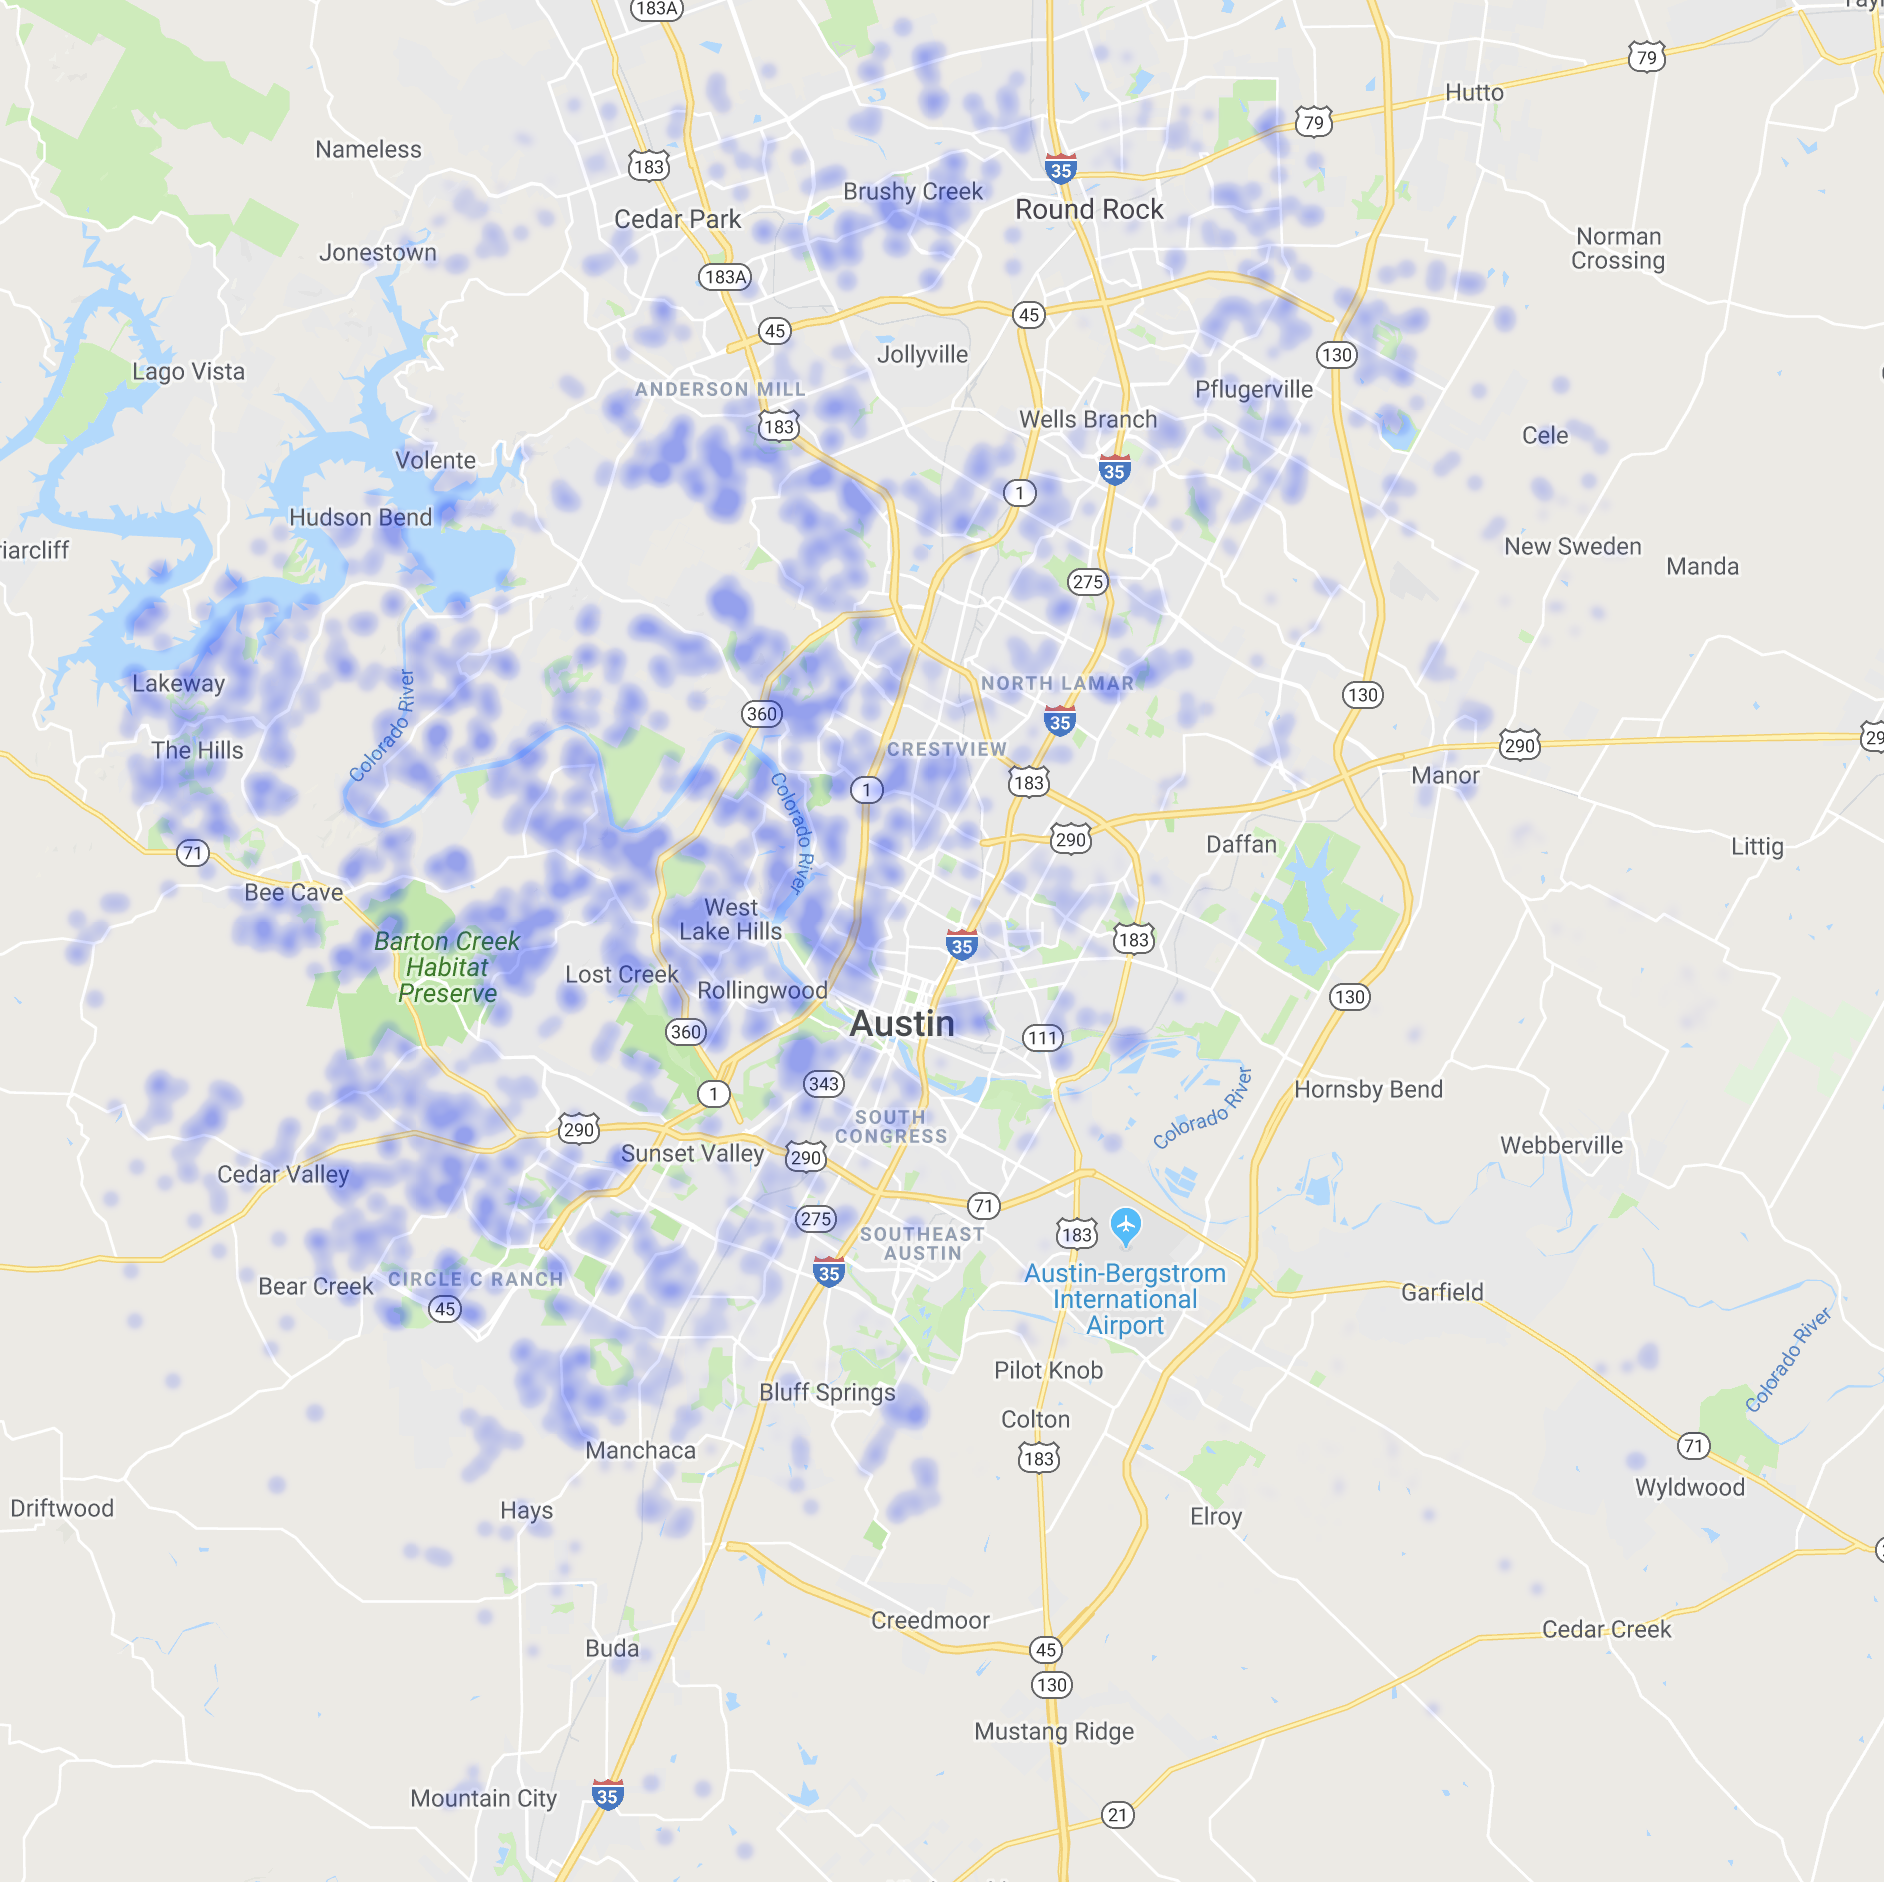 183A
79
Hutto
79
Nameless
183
35
Brushy Creek
Cedar Park
Round Rock
Norman
Crossing
Jonestown
183A
45
45
130
Jollyville
Lago Vista
ANDERSON MILL
Pflugerville
183
Wells Branch
Cele
Volente
35
1
Hudson Bend
New Sweden
Manda
275
Lakeway
NORTH LAMAR
130
Colorado River
360
35
The Hills
CRESTVIEW
290
Manor
183
1
Colorado River
290
Daffan
Littig
71
Bee Cave
West
Lake Hills
183
35
Barton Creek
Habitat
Preserve
Lost Creek
Rollingwood
130
Austin
360
111
343
1
Hornsby Bend
Colorado River
SOUTH
CONGRESS
290
Sunset Valley
290
Webberville
Cedar Valley
71
275
183
SOUTHEAST
AUSTIN
35
Austin-Bergstrom
International
Airport
Bear Creek
CIRCLE C RANCH
45
Garfield
Colorado River
Pilot Knob
Bluff Springs
Colton
Manchaca
183
71
Wyldwood
Driftwood
Hays
Elroy
Creedmoor
Cedar Creek
Buda
45
130
Mustang Ridge
Mountain City
35
21